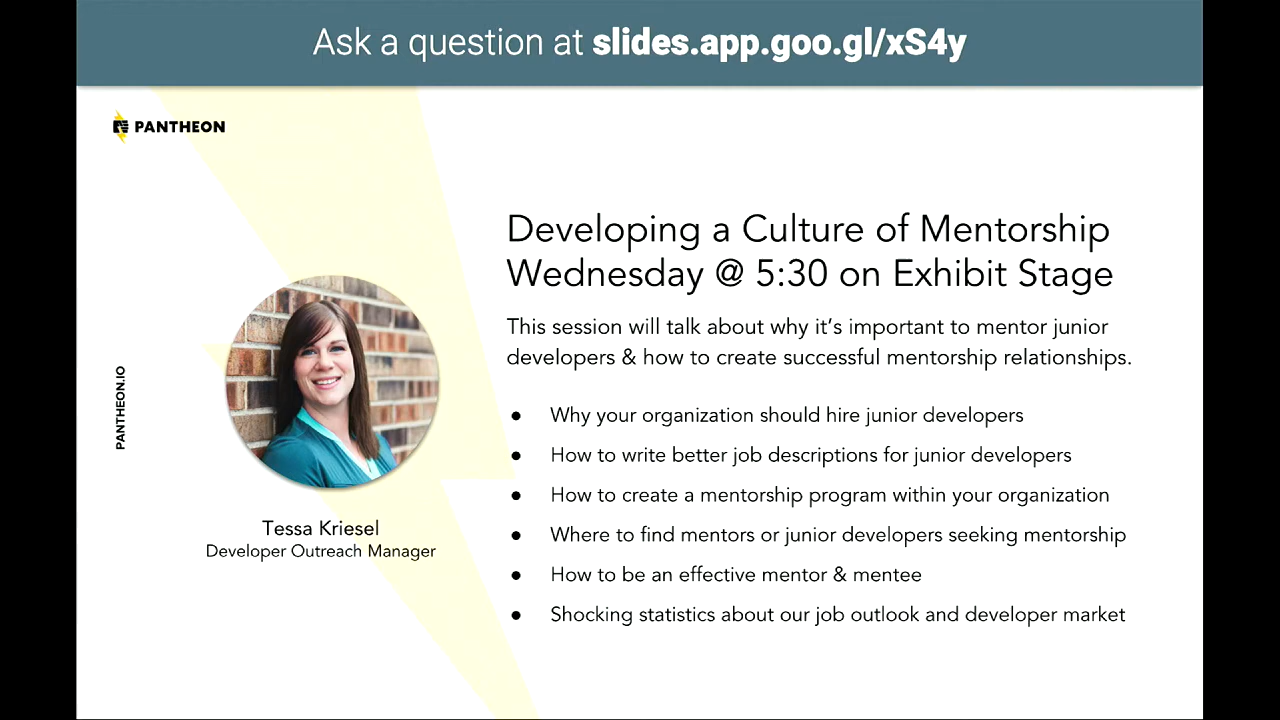 Ask a question at slides.app.goo.gl/xS4y
PANTHEON
Developing a Culture of Mentorship
Wednesday @ 5:30 on Exhibit Stage
This session will talk about why it’s important to mentor junior
developers & how to create successful mentorship relationships.
● Why your organization should hire junior developers
● How to write better job descriptions for junior developers
● How to create a mentorship program within your organization
● Where to find mentors or junior developers seeking mentorship
● How to be an effective mentor & mentee
● Shocking statistics about our job outlook and developer market
PANTHEON.IO
Tessa Kriesel
Developer Outreach Manager